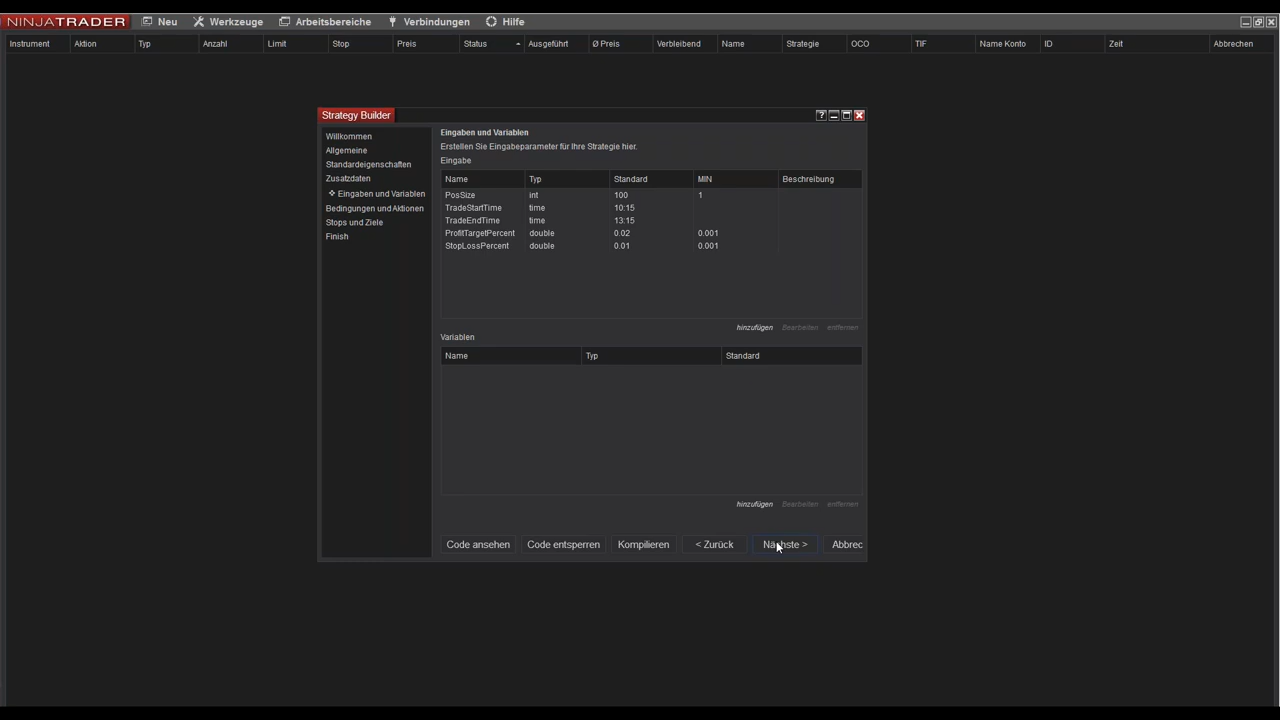 NINJATRADER Neu Werkzeuge Arbeitsbereiche Verbindungen Hilfe
Instrument Aktion Typ Anzahl Limit Stop Preis Status Ausgeführt Ø Preis Verbleibend Name Strategie OCO TIF Name Konto ID Zeit Abbrechen
Strategy Builder ?
Willkommen
Allgemeine
Standardeigenschaften
Zusatzdaten
Eingaben und Variablen
Bedingungen und Aktionen
Stops und Ziele
Finish
Eingaben und Variablen
Erstellen Sie Eingabeparameter für Ihre Strategie hier.
Eingabe
Name Typ Standard MIN Beschreibung
PosSize int 100 1
TradeStartTime time 10:15
TradeEndTime time 13:15
ProfitTargetPercent double 0.02 0.001
StopLossPercent double 0.01 0.001
hinzufügen Bearbeiten entfernen
Variablen
Name Typ Standard
hinzufügen Bearbeiten entfernen
Code ansehen Code entsperren Kompilieren < Zurück Nächste > Abbrec